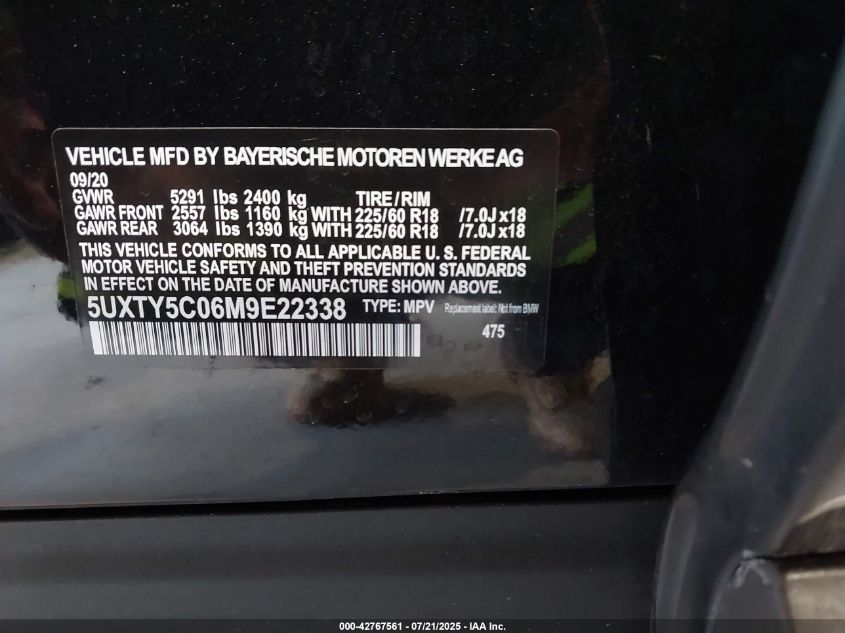 VEHICLE MFD BY BAYERISCHE MOTOREN WERKE AG
09/20
GVWR 5291 lbs 2400 kg TIRE/RIM
GAWR FRONT 2557 lbs 1160 kg WITH 225/60 R18 /7.0J x18
GAWR REAR 3064 lbs 1390 kg WITH 225/60 R18 /7.0J x18
THIS VEHICLE CONFORMS TO ALL APPLICABLE U. S. FEDERAL
MOTOR VEHICLE SAFETY AND THEFT PREVENTION STANDARDS
IN EFFECT ON THE DATE OF MANUFACTURE SHOWN ABOVE.
5UXTY5C06M9E22338 TYPE: MPV Replacement label: Not from BMW
475
000-42767561 - 07/21/2025 - IAA Inc.